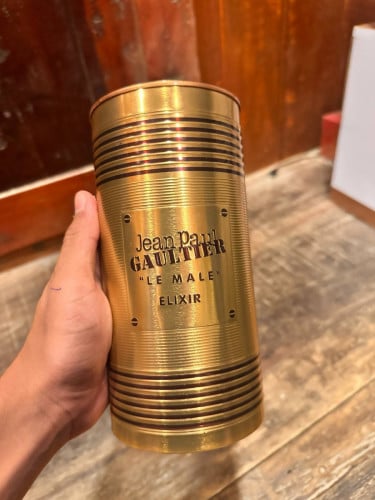 Jean Paul
GAULTIER
"LE MALE"
ELIXIR